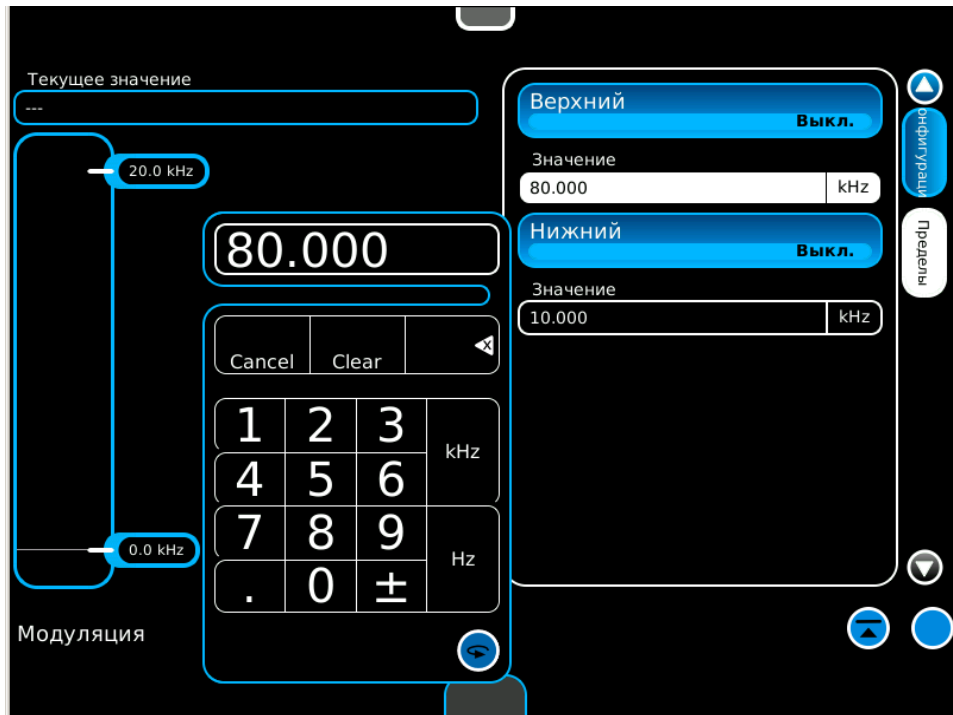 Текущее значение
---
20.0 kHz
0.0 kHz
Модуляция
80.000
Cancel Clear
1 2 3 kHz
4 5 6
7 8 9 Hz
. 0 ±
Верхний
Выкл.
Значение
80.000 kHz
Нижний
Выкл.
Значение
10.000 kHz
онфигураци
Пределы